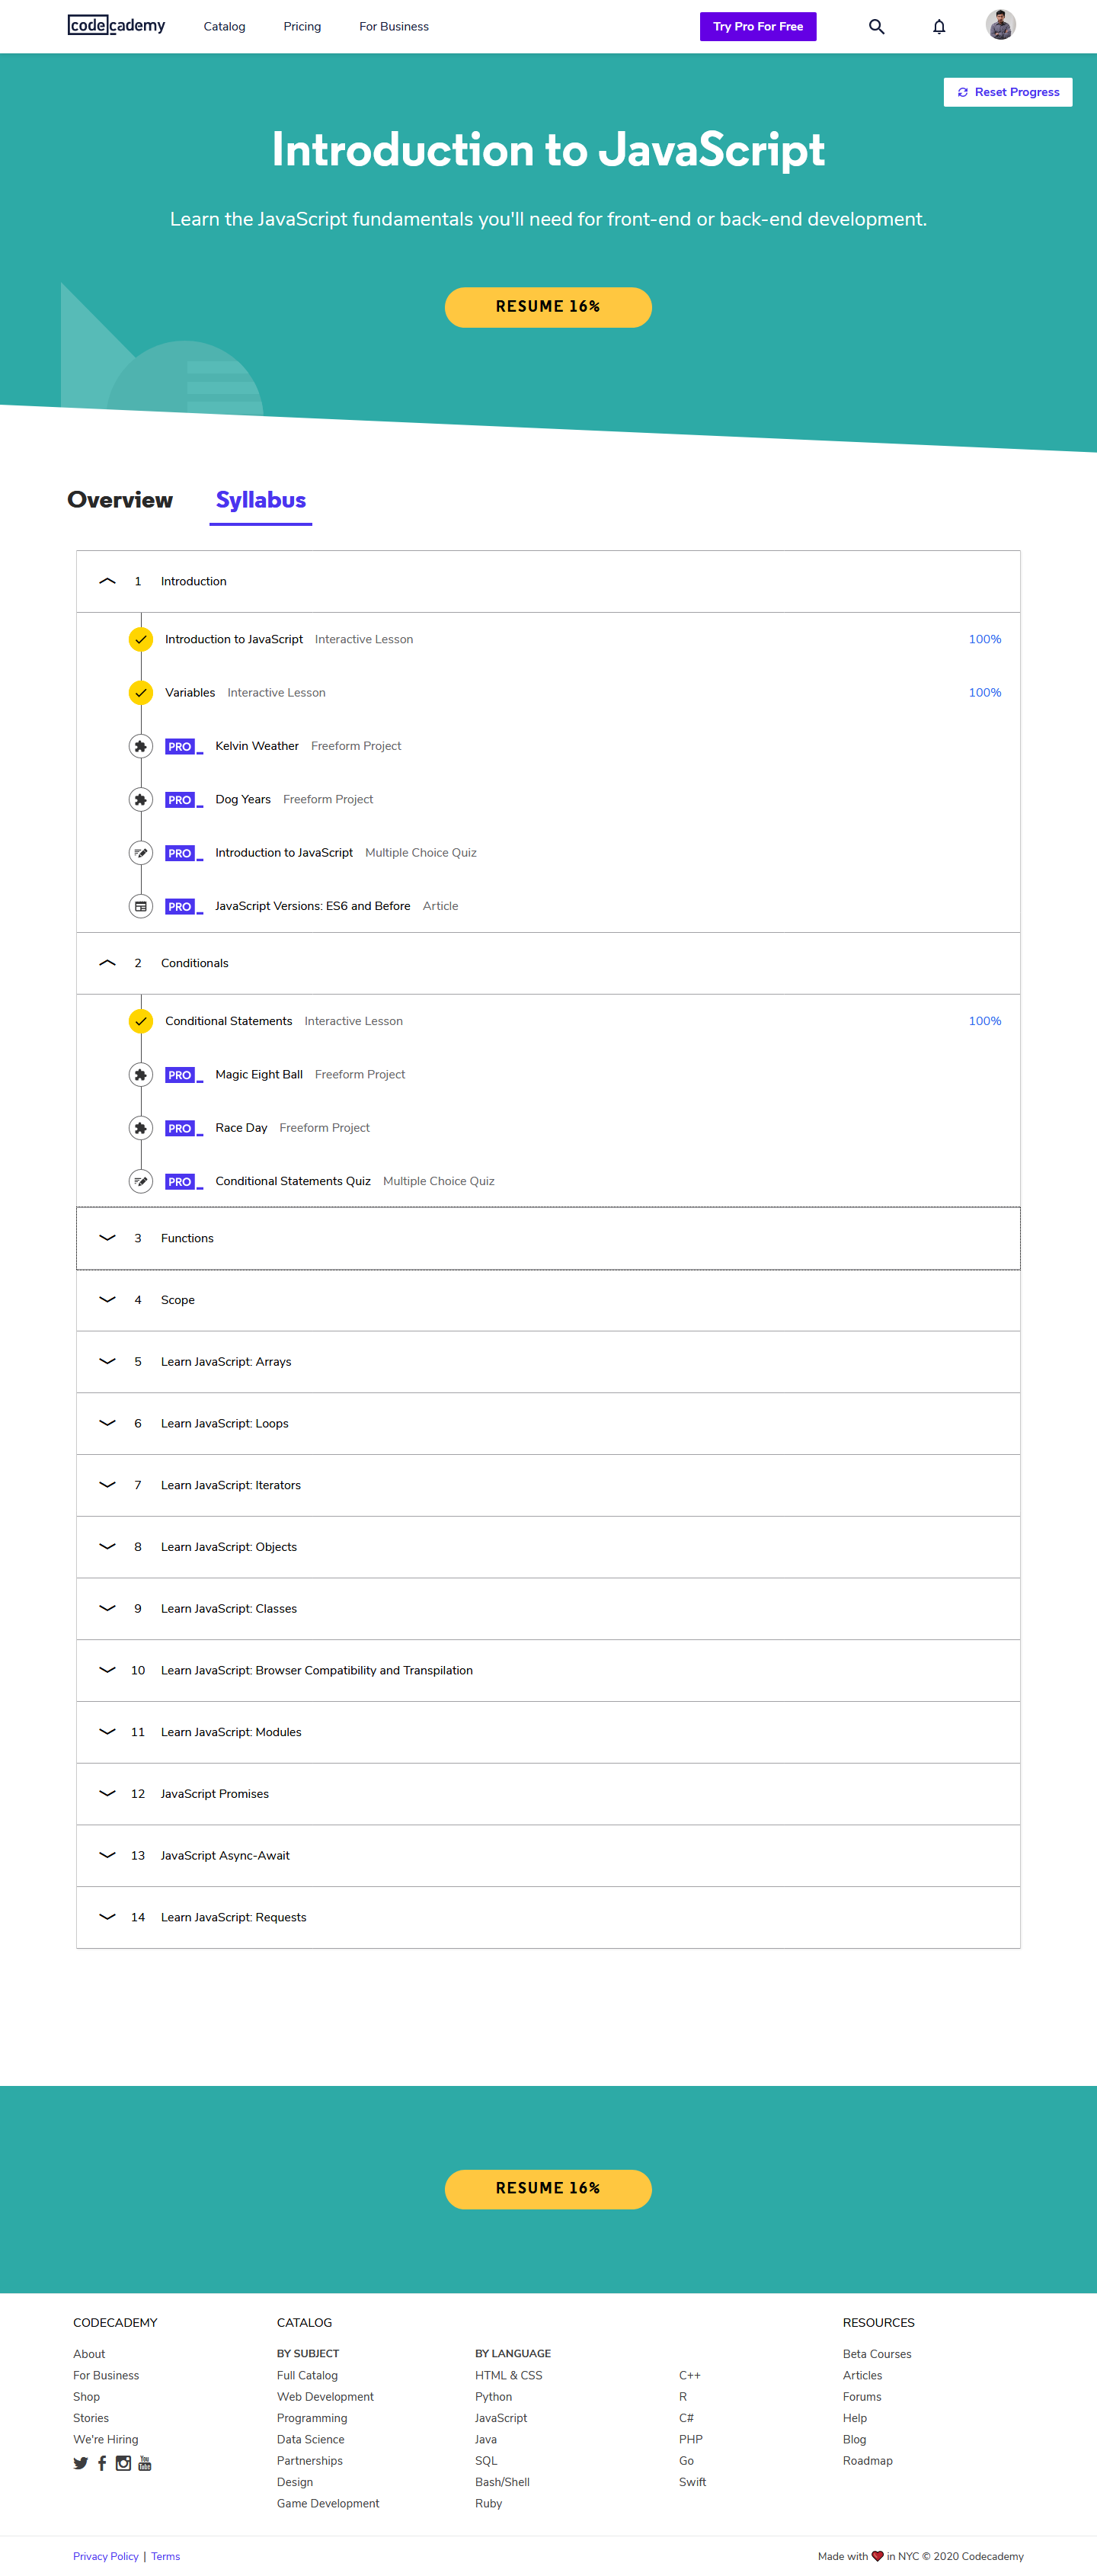 codecademy Catalog Pricing For Business Try Pro For Free
Reset Progress
Introduction to JavaScript
Learn the JavaScript fundamentals you'll need for front-end or back-end development.
RESUME 16%
Overview Syllabus
1 Introduction
Introduction to JavaScript Interactive Lesson 100%
Variables Interactive Lesson 100%
PRO Kelvin Weather Freeform Project
PRO Dog Years Freeform Project
PRO Introduction to JavaScript Multiple Choice Quiz
PRO JavaScript Versions: ES6 and Before Article
2 Conditionals
Conditional Statements Interactive Lesson 100%
PRO Magic Eight Ball Freeform Project
PRO Race Day Freeform Project
PRO Conditional Statements Quiz Multiple Choice Quiz
3 Functions
4 Scope
5 Learn JavaScript: Arrays
6 Learn JavaScript: Loops
7 Learn JavaScript: Iterators
8 Learn JavaScript: Objects
9 Learn JavaScript: Classes
10 Learn JavaScript: Browser Compatibility and Transpilation
11 Learn JavaScript: Modules
12 JavaScript Promises
13 JavaScript Async-Await
14 Learn JavaScript: Requests
RESUME 16%
CODECADEMY
About
For Business
Shop
Stories
We're Hiring
You Tube
CATALOG
BY SUBJECT
Full Catalog
Web Development
Programming
Data Science
Partnerships
Design
Game Development
BY LANGUAGE
HTML & CSS
Python
JavaScript
Java
SQL
Bash/Shell
Ruby
C++
R
C#
PHP
Go
Swift
RESOURCES
Beta Courses
Articles
Forums
Help
Blog
Roadmap
Privacy Policy | Terms
Made with ❤ in NYC © 2020 Codecademy